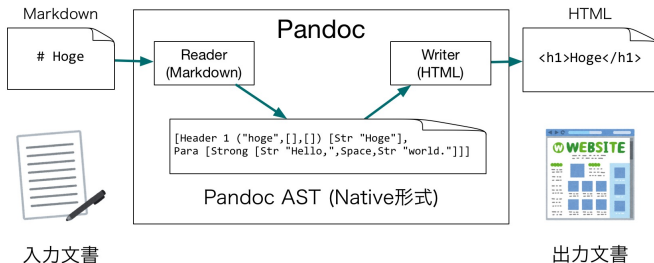 Markdown
# Hoge
Pandoc
Reader
(Markdown)
Writer
(HTML)
HTML
<h1>Hoge</h1>
[Header 1 ("hoge",[],[]) [Str "Hoge"],
Para [Strong [Str "Hello,",Space,Str "world."]]]
Pandoc AST (Native形式)
WEBSITE
入力文書
出力文書